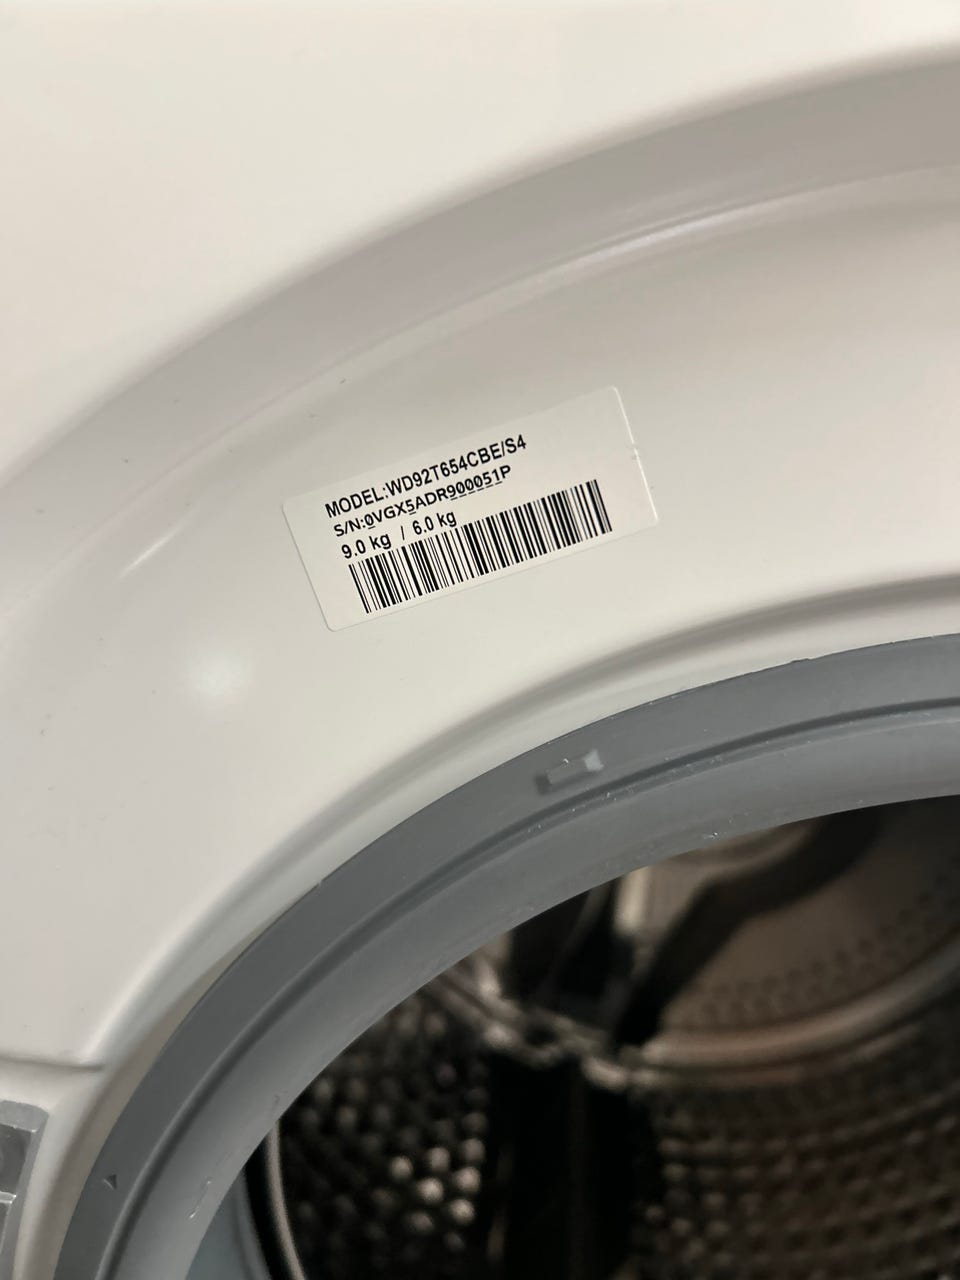 MODEL:WD92T654CBE/S4
S/N:0VGX5ADR900051P
9.0 kg / 6.0 kg